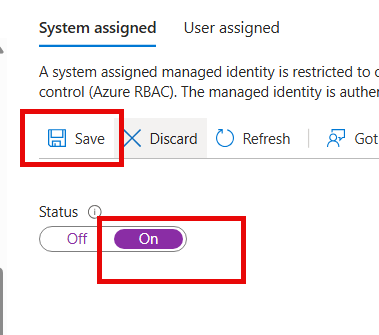 System assigned User assigned
A system assigned managed identity is restricted to
control (Azure RBAC). The managed identity is
Save Discard Refresh Got
Status
Off On